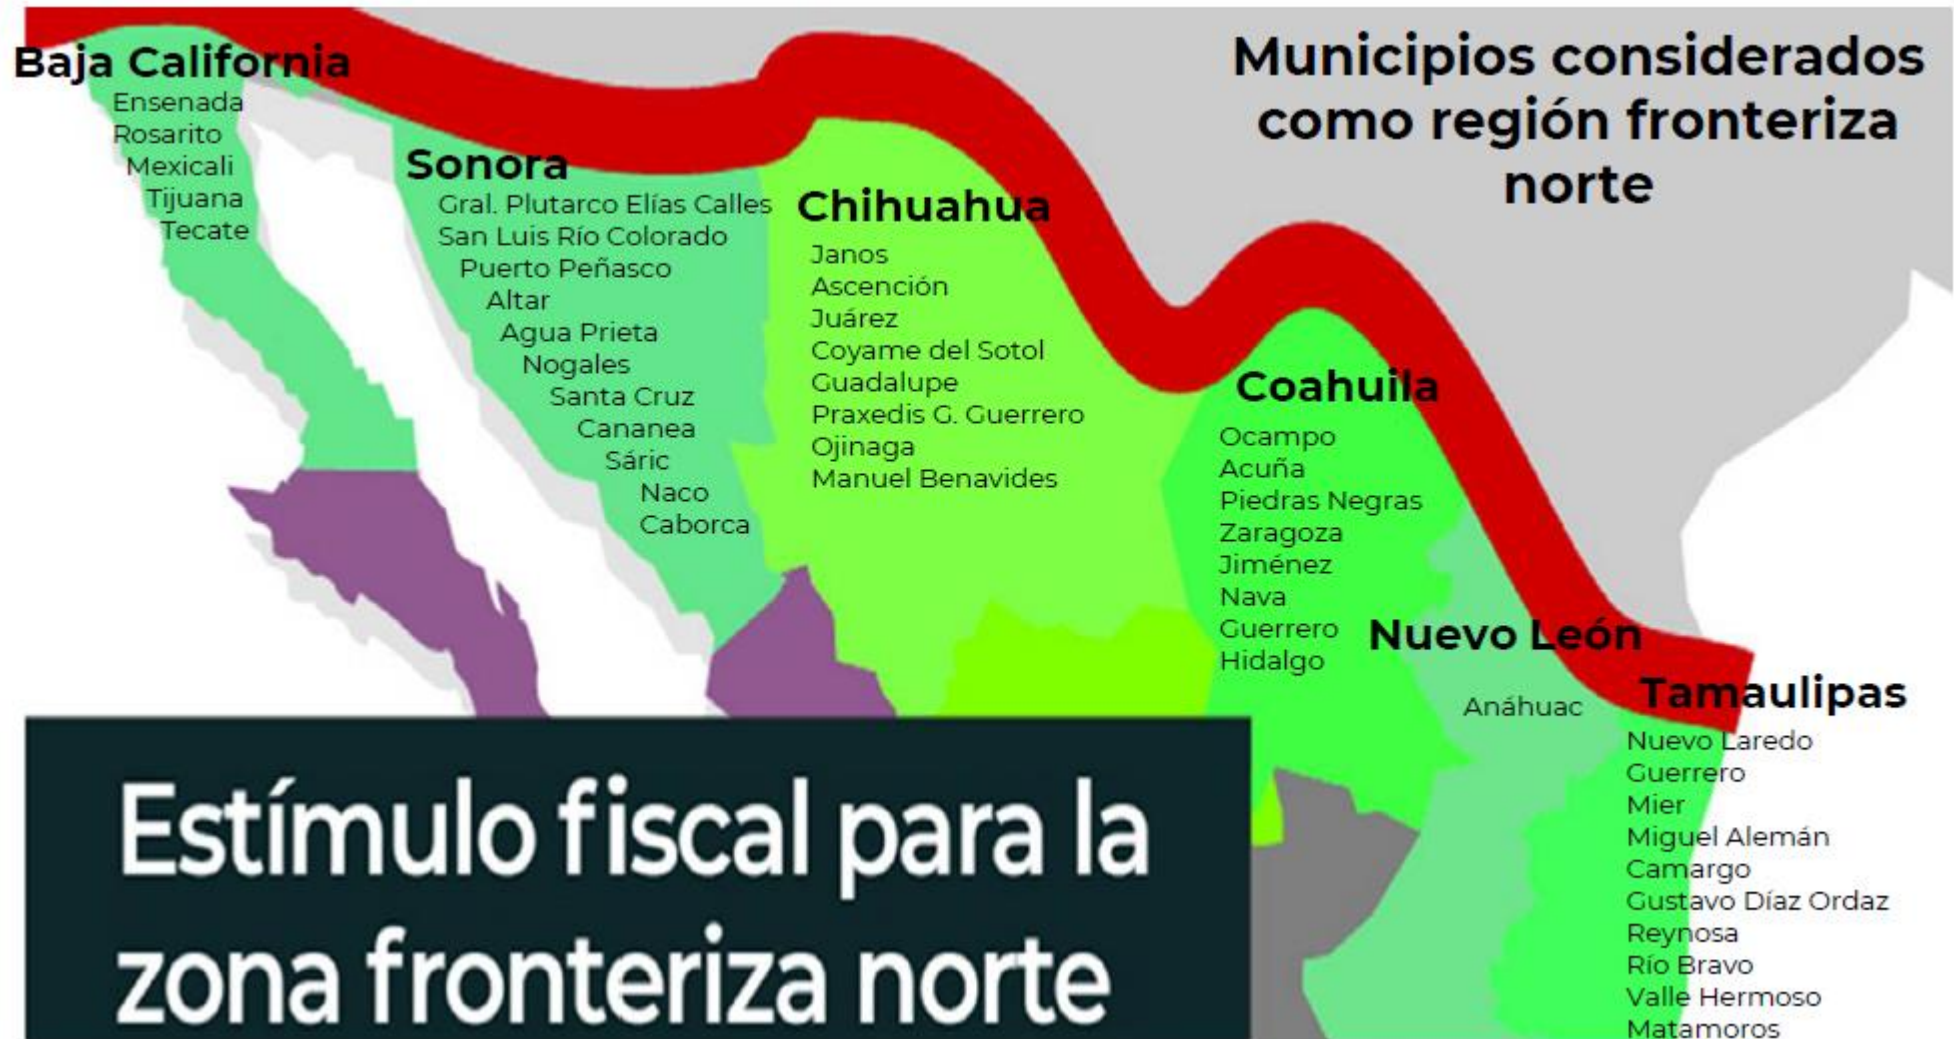 Municipios considerados
como región fronteriza
norte
Baja California
Ensenada
Rosarito
Mexicali
Tijuana
Tecate
Sonora
Gral. Plutarco Elías Calles
San Luis Río Colorado
Puerto Peñasco
Altar
Agua Prieta
Nogales
Santa Cruz
Cananea
Sáric
Naco
Caborca
Chihuahua
Janos
Ascención
Juárez
Coyame del Sotol
Guadalupe
Praxedis G. Guerrero
Ojinaga
Manuel Benavides
Coahuila
Ocampo
Acuña
Piedras Negras
Zaragoza
Jiménez
Nava
Guerrero
Hidalgo
Nuevo León
Anáhuac
Tamaulipas
Nuevo Laredo
Guerrero
Mier
Miguel Alemán
Camargo
Gustavo Díaz Ordaz
Reynosa
Río Bravo
Valle Hermoso
Matamoros
Estímulo fiscal para la
zona fronteriza norte